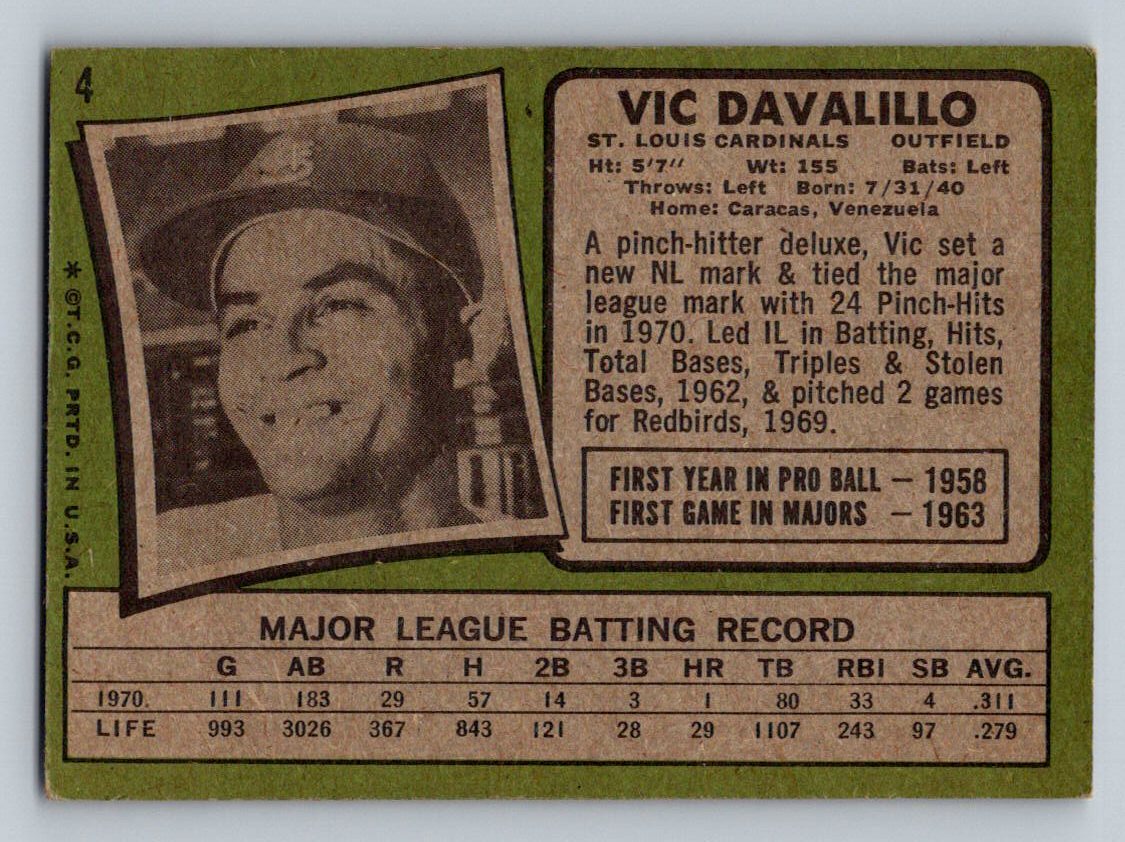 4
* ©T.C.G. PRTD. IN U.S.A.
VIC DAVALILLO
ST. LOUIS CARDINALS OUTFIELD
Ht: 5'7" Wt: 155 Bats: Left
Throws: Left Born: 7/31/40
Home: Caracas, Venezuela
A pinch-hitter deluxe, Vic set a
new NL mark & tied the major
league mark with 24 Pinch-Hits
in 1970. Led IL in Batting, Hits,
Total Bases, Triples & Stolen
Bases, 1962, & pitched 2 games
for Redbirds, 1969.
FIRST YEAR IN PRO BALL — 1958
FIRST GAME IN MAJORS — 1963
MAJOR LEAGUE BATTING RECORD
G AB R H 2B 3B HR TB RBI SB AVG.
1970. 111 183 29 57 14 3 1 80 33 4 .311
LIFE 993 3026 367 843 121 28 29 1107 243 97 .279